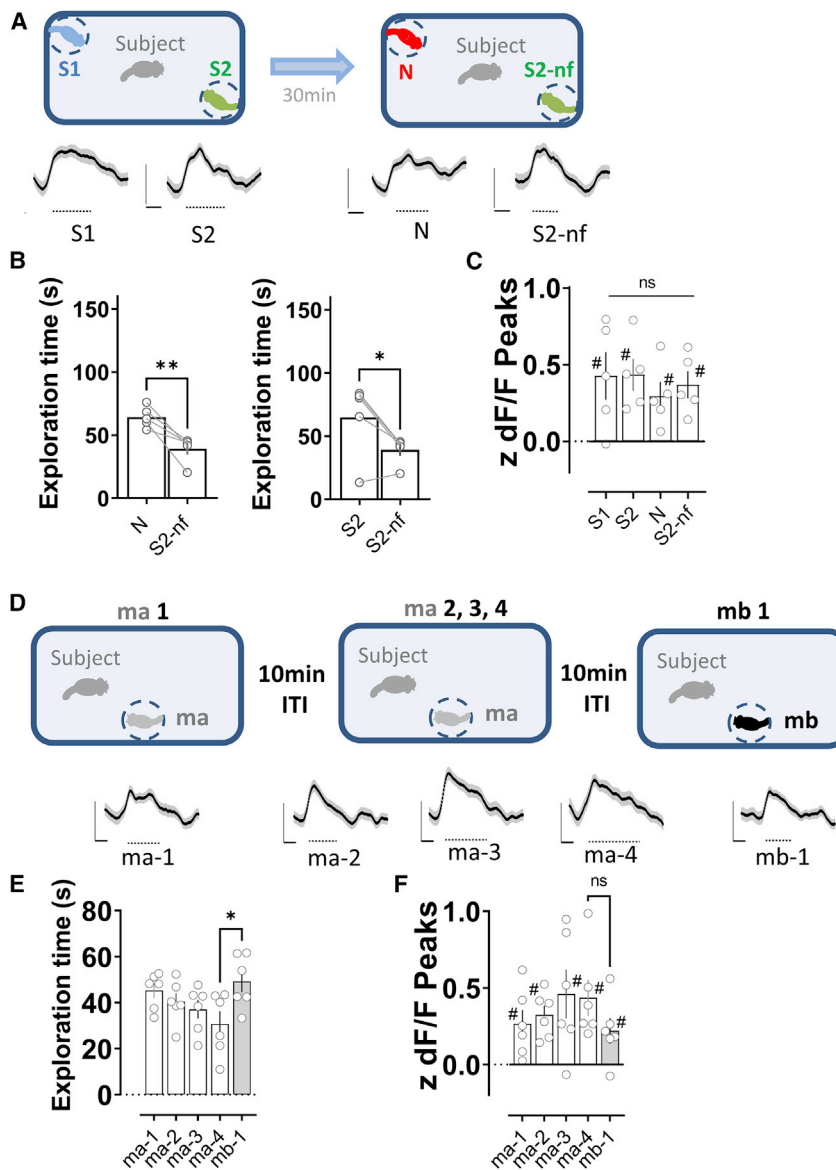 A
Subject
S1
S2
30min
Subject
N
S2-nf
S1
S2
N
S2-nf
B
Exploration time (s)
150
100
50
0
**
N
S2-nf
Exploration time (s)
150
100
50
0
*
S2
S2-nf
C
z dF/F Peaks
1.0
0.5
0.0
ns
#
#
#
#
S1
S2
N
S2-nf
D
ma 1
Subject
ma
10min
ITI
ma 2, 3, 4
Subject
ma
10min
ITI
mb 1
Subject
mb
ma-1
ma-2
ma-3
ma-4
mb-1
E
Exploration time (s)
80
60
40
20
0
*
ma-1
ma-2
ma-3
ma-4
mb-1
F
z dF/F Peaks
1.0
0.5
0.0
ns
#
#
#
#
#
ma-1
ma-2
ma-3
ma-4
mb-1